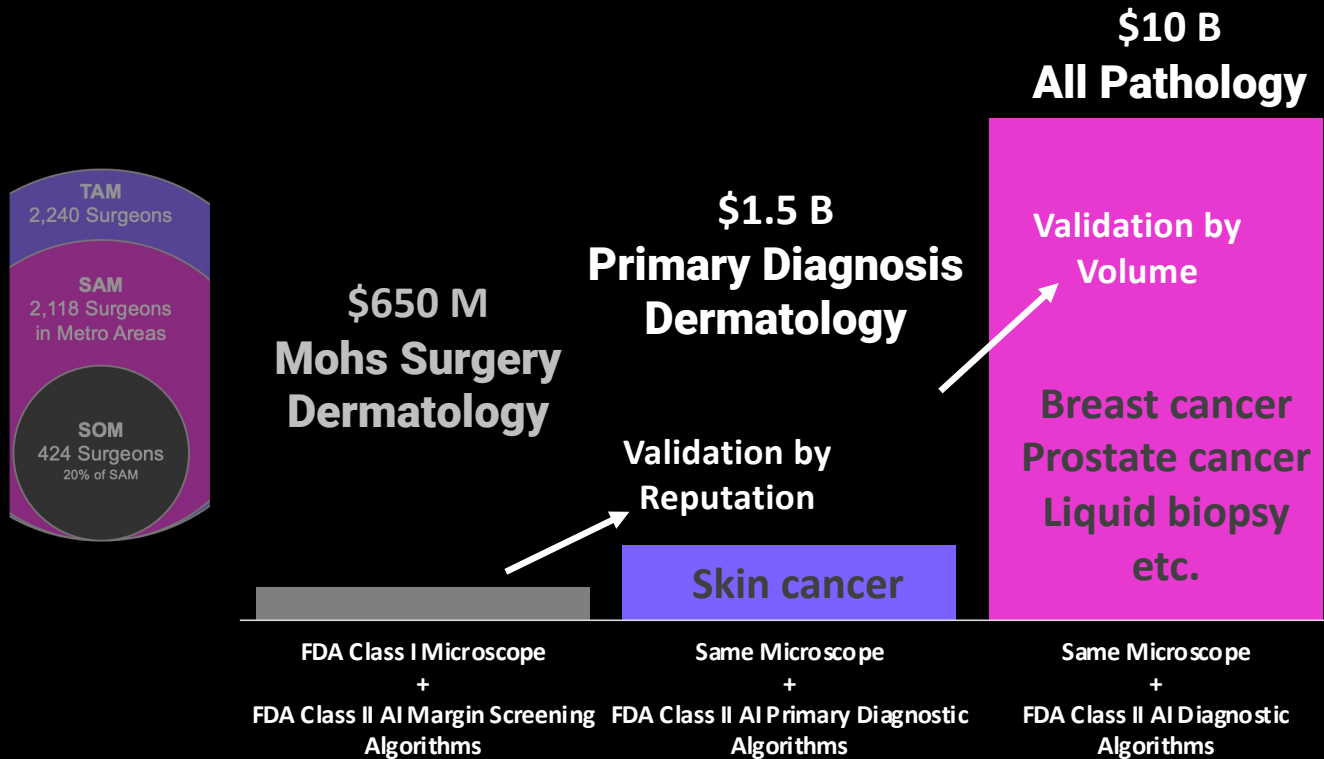 TAM
2,240 Surgeons
SAM
2,118 Surgeons
in Metro Areas
SOM
424 Surgeons
20% of SAM
$650 M
Mohs Surgery
Dermatology
Validation by
Reputation
FDA Class I Microscope
+
FDA Class II AI Margin Screening
Algorithms
$1.5 B
Primary Diagnosis
Dermatology
Skin cancer
Same Microscope
+
FDA Class II AI Primary Diagnostic
Algorithms
$10 B
All Pathology
Validation by
Volume
Breast cancer
Prostate cancer
Liquid biopsy
etc.
Same Microscope
+
FDA Class II AI Diagnostic
Algorithms